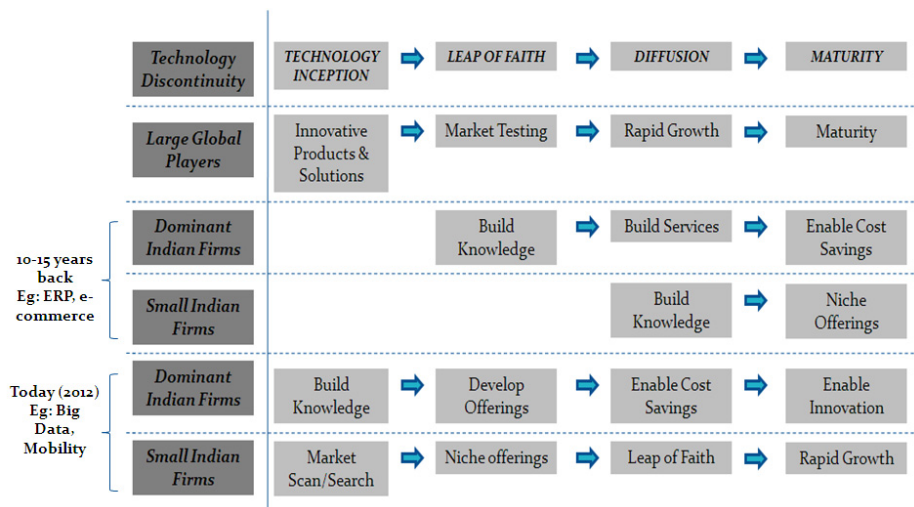 Technology
Discontinuity
TECHNOLOGY
INCEPTION
LEAP OF FAITH
DIFFUSION
MATURITY
Large Global
Players
Innovative
Products &
Solutions
Market Testing
Rapid Growth
Maturity
10-15 years
back
Eg: ERP, e-
commerce
Dominant
Indian Firms
Build
Knowledge
Build Services
Enable Cost
Savings
Small Indian
Firms
Build
Knowledge
Niche
Offerings
Today (2012)
Eg: Big
Data,
Mobility
Dominant
Indian Firms
Build
Knowledge
Develop
Offerings
Enable Cost
Savings
Enable
Innovation
Small Indian
Firms
Market
Scan/Search
Niche offerings
Leap of Faith
Rapid Growth